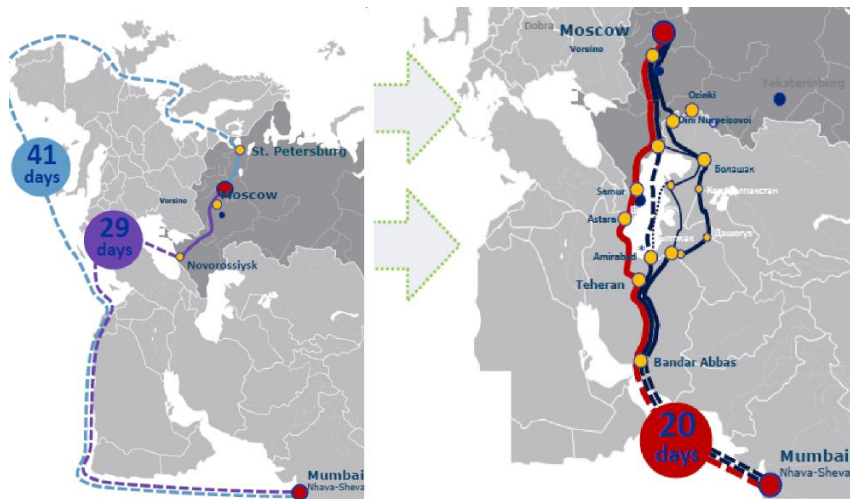 41
days
29
days
St. Petersburg
Vorsino
Moscow
Novorossiysk
Mumbai
Nhava-Sheva
Dobra
Moscow
Vorsino
Yekaterinburg
Ozinki
Dini Nurpeisovoi
Болашак
Samur
Astara
Дашогуз
Amirabad
Teheran
Bandar Abbas
20
days
Mumbai
Nhava-Sheva